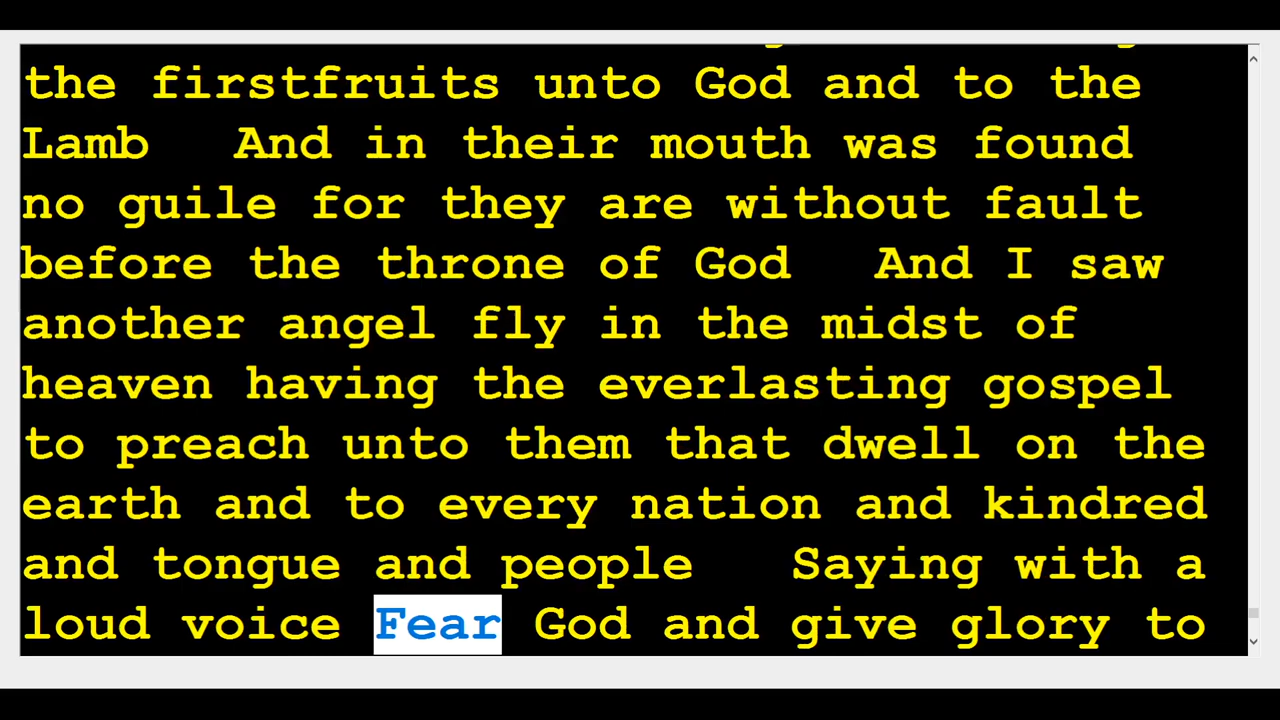 the firstfruits unto God and to the
Lamb   And in their mouth was found
no guile for they are without fault
before the throne of God   And I saw
another angel fly in the midst of
heaven having the everlasting gospel
to preach unto them that dwell on the
earth and to every nation and kindred
and tongue and people   Saying with a
loud voice Fear God and give glory to